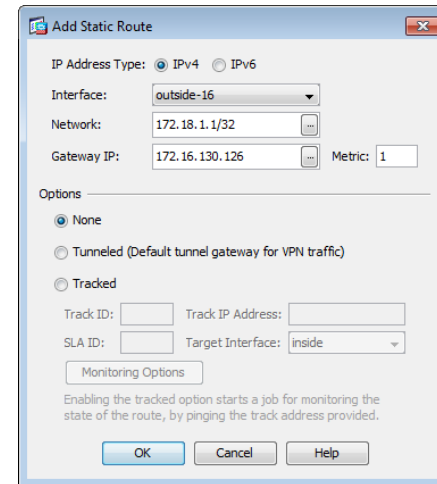 Add Static Route
IP Address Type: IPv4 IPv6
Interface: outside-16
Network: 172.18.1.1/32 ...
Gateway IP: 172.16.130.126 ... Metric: 1
Options
None
Tunneled (Default tunnel gateway for VPN traffic)
Tracked
Track ID: Track IP Address:
SLA ID: Target Interface: inside
Monitoring Options
Enabling the tracked option starts a job for monitoring the
state of the route, by pinging the track address provided.
OK Cancel Help